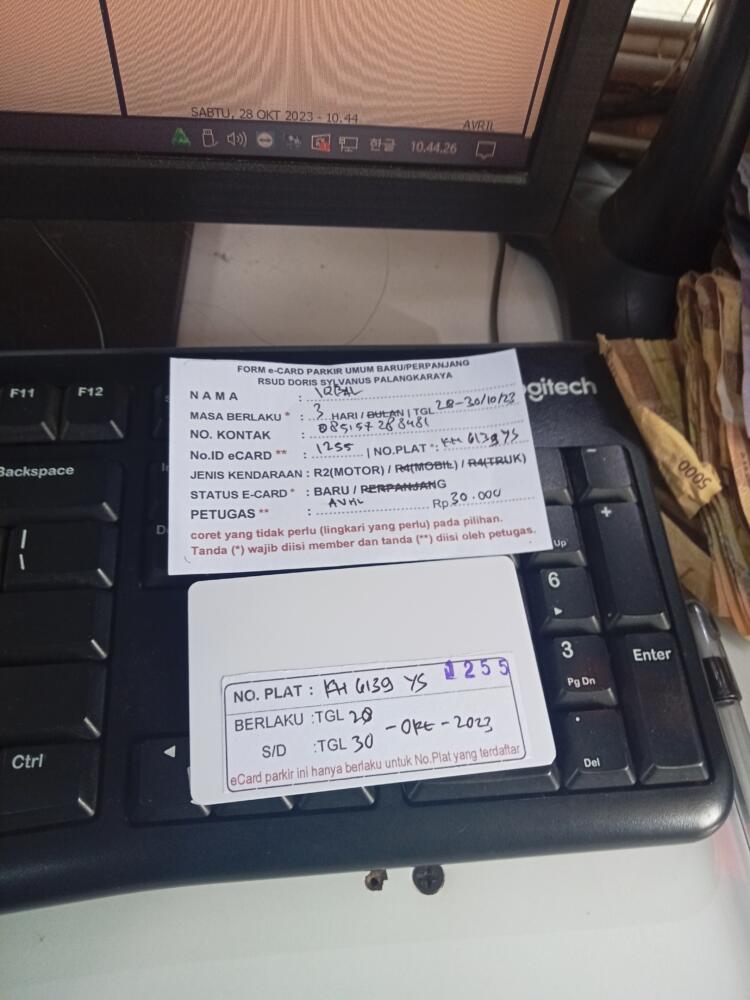 SABTU, 28 OKT 2023 - 10.44
AVRIL
한글 10.44.26
FORM e-CARD PARKIR UMUM BARU/PERPANJANG
RSUD DORIS SYLVANUS PALANGKARAYA
NAMA : IQBAL
MASA BERLAKU * : 3 HARI / BULAN | TGL 28-30/10/23
NO. KONTAK : 085157288481
No.ID eCARD ** : 1255 | NO.PLAT * : KH 6139 YS
JENIS KENDARAAN : R2(MOTOR) / R4(MOBIL) / R4(TRUK)
STATUS E-CARD * : BARU / PERPANJANG
PETUGAS ** : AVRL Rp 30.000
coret yang tidak perlu (lingkari yang perlu) pada pilihan.
Tanda (*) wajib diisi member dan tanda (**) diisi oleh petugas.
1255
NO. PLAT : KH 6139 YS
BERLAKU : TGL 28
S/D : TGL 30 - OKT - 2023
eCard parkir ini hanya berlaku untuk No.Plat yang terdaftar
F11
F12
gitech
Backspace
5000
-
+
|
\
Up
6
3
Pg Dn
Enter
Ctrl
.
Del